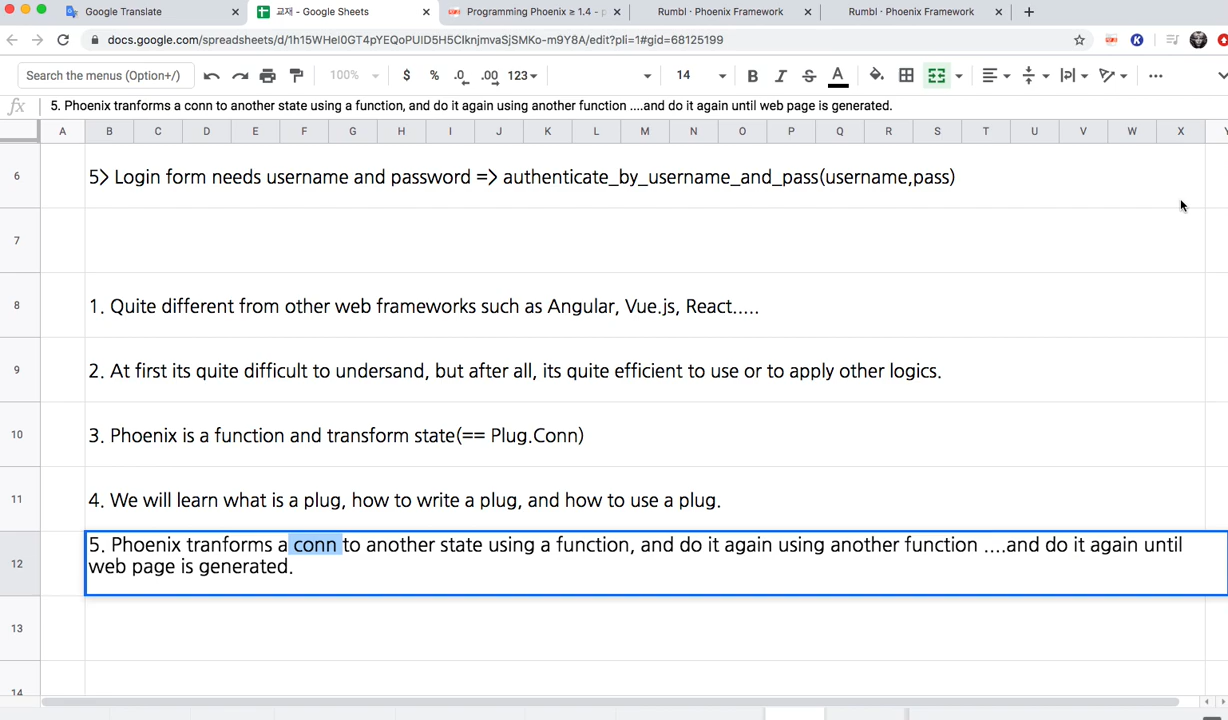 Google Translate
교재 - Google Sheets
Programming Phoenix ≥ 1.4 - p
Rumbl · Phoenix Framework
Rumbl · Phoenix Framework
docs.google.com/spreadsheets/d/1h15WHeI0GT4pYEQoPUID5H5CIknjmvaSjSMKo-m9Y8A/edit?pli=1#gid=68125199
Search the menus (Option+/)
100%
$ % .0 .00 123
14
B I S A
fx
5. Phoenix tranforms a conn to another state using a function, and do it again using another function ....and do it again until web page is generated.
A B C D E F G H I J K L M N O P Q R S T U V W X Y
6
5> Login form needs username and password => authenticate_by_username_and_pass(username,pass)
7
8
1. Quite different from other web frameworks such as Angular, Vue.js, React.....
9
2. At first its quite difficult to undersand, but after all, its quite efficient to use or to apply other logics.
10
3. Phoenix is a function and transform state(== Plug.Conn)
11
4. We will learn what is a plug, how to write a plug, and how to use a plug.
12
5. Phoenix tranforms a conn to another state using a function, and do it again using another function ....and do it again until
web page is generated.
13
14